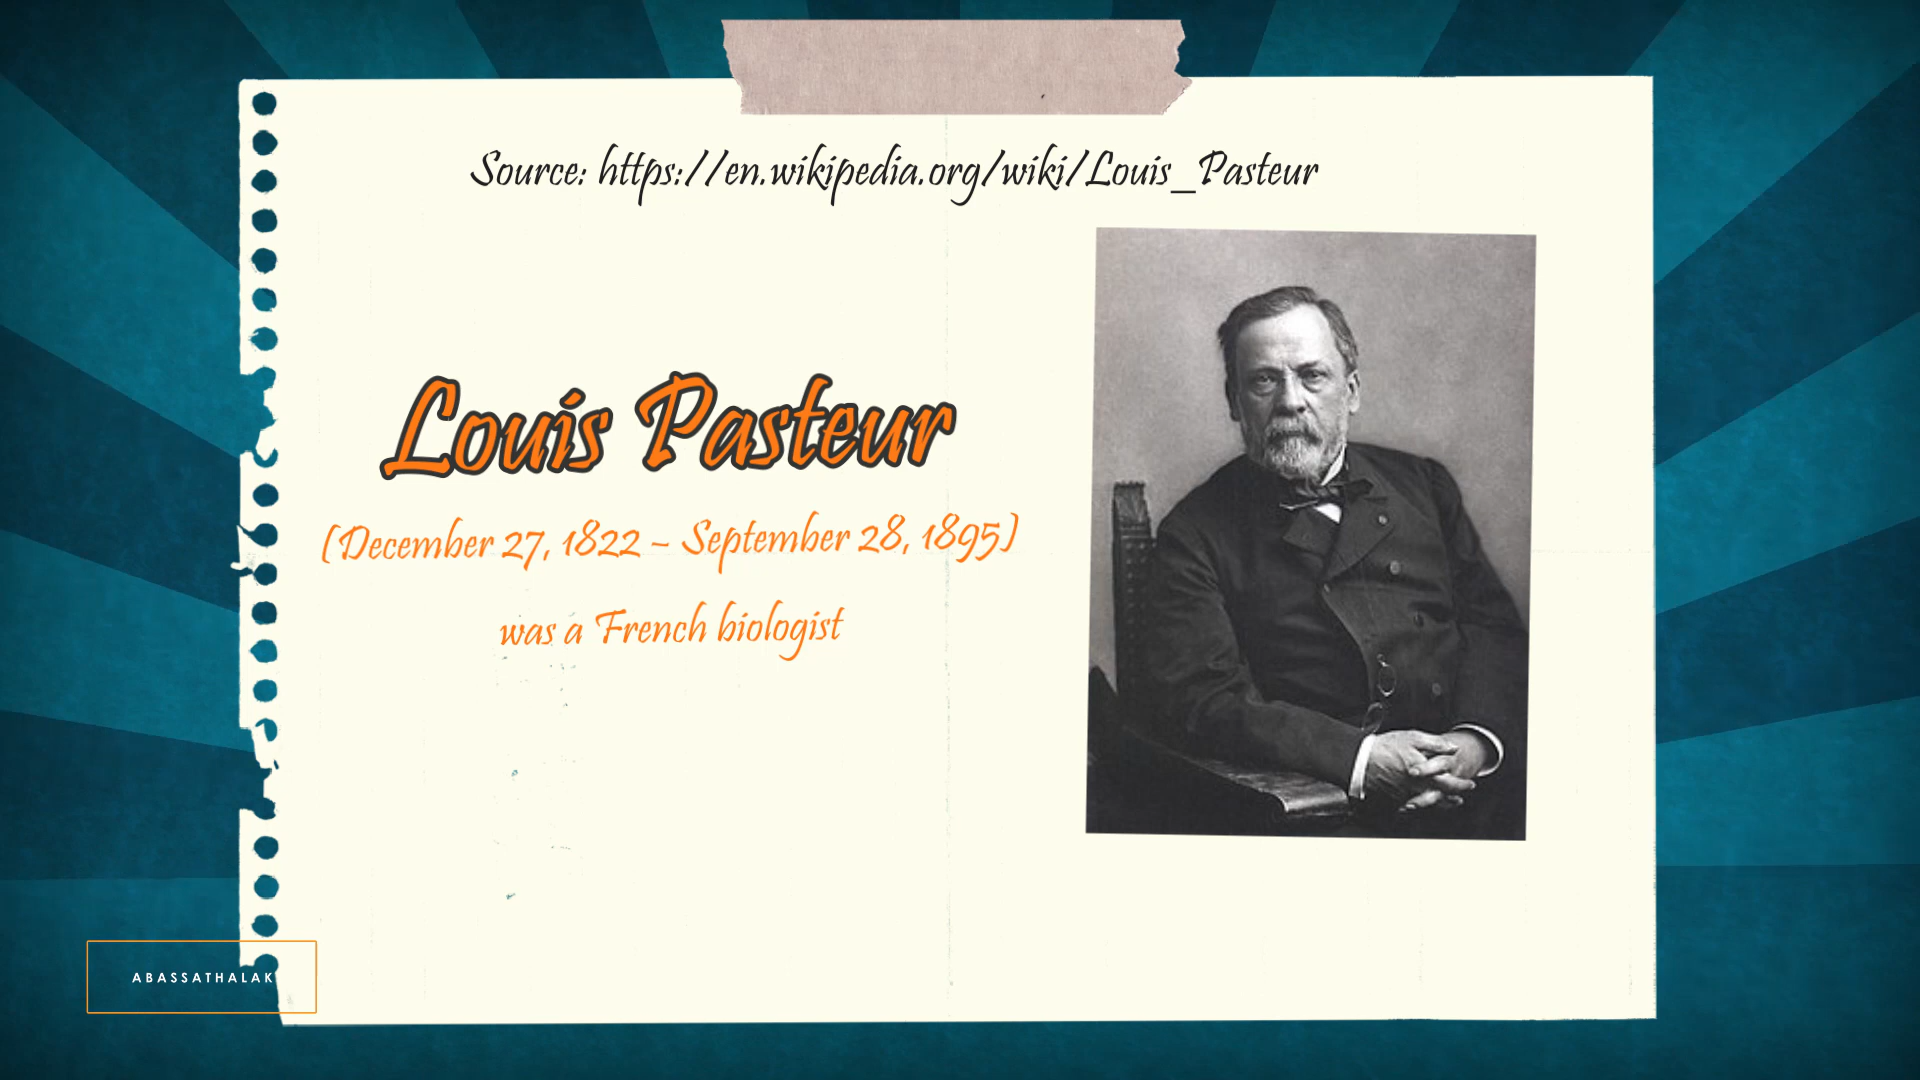 Source: https://en.wikipedia.org/wiki/Louis_Pasteur
Louis Pasteur
(December 27, 1822 – September 28, 1895)
was a French biologist
ABASSATHALAK